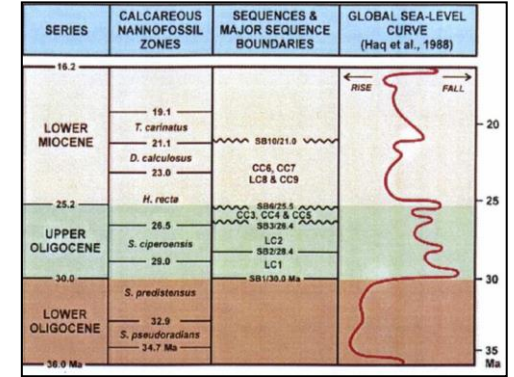 SERIES
CALCAREOUS
NANNOFOSSIL
ZONES
SEQUENCES &
MAJOR SEQUENCE
BOUNDARIES
GLOBAL SEA-LEVEL
CURVE
(Haq et al., 1988)
16.2
RISE
FALL
19.1
20
LOWER
MIOCENE
T. carinatus
21.1
SB10/21.0
D. calculosus
CC6, CC7
LC8 & CC9
23.0
H. recta
25
25.2
SB6/25.5
CC3, CC4 & CC5
26.5
SB3/26.4
UPPER
OLIGOCENE
S. ciperoensis
LC2
SB2/28.4
29.0
LC1
30.0
SB1/30.0 Ma
30
S. predistensus
LOWER
OLIGOCENE
32.9
S. pseudoradians
34.7 Ma
35
Ma
36.0 Ma